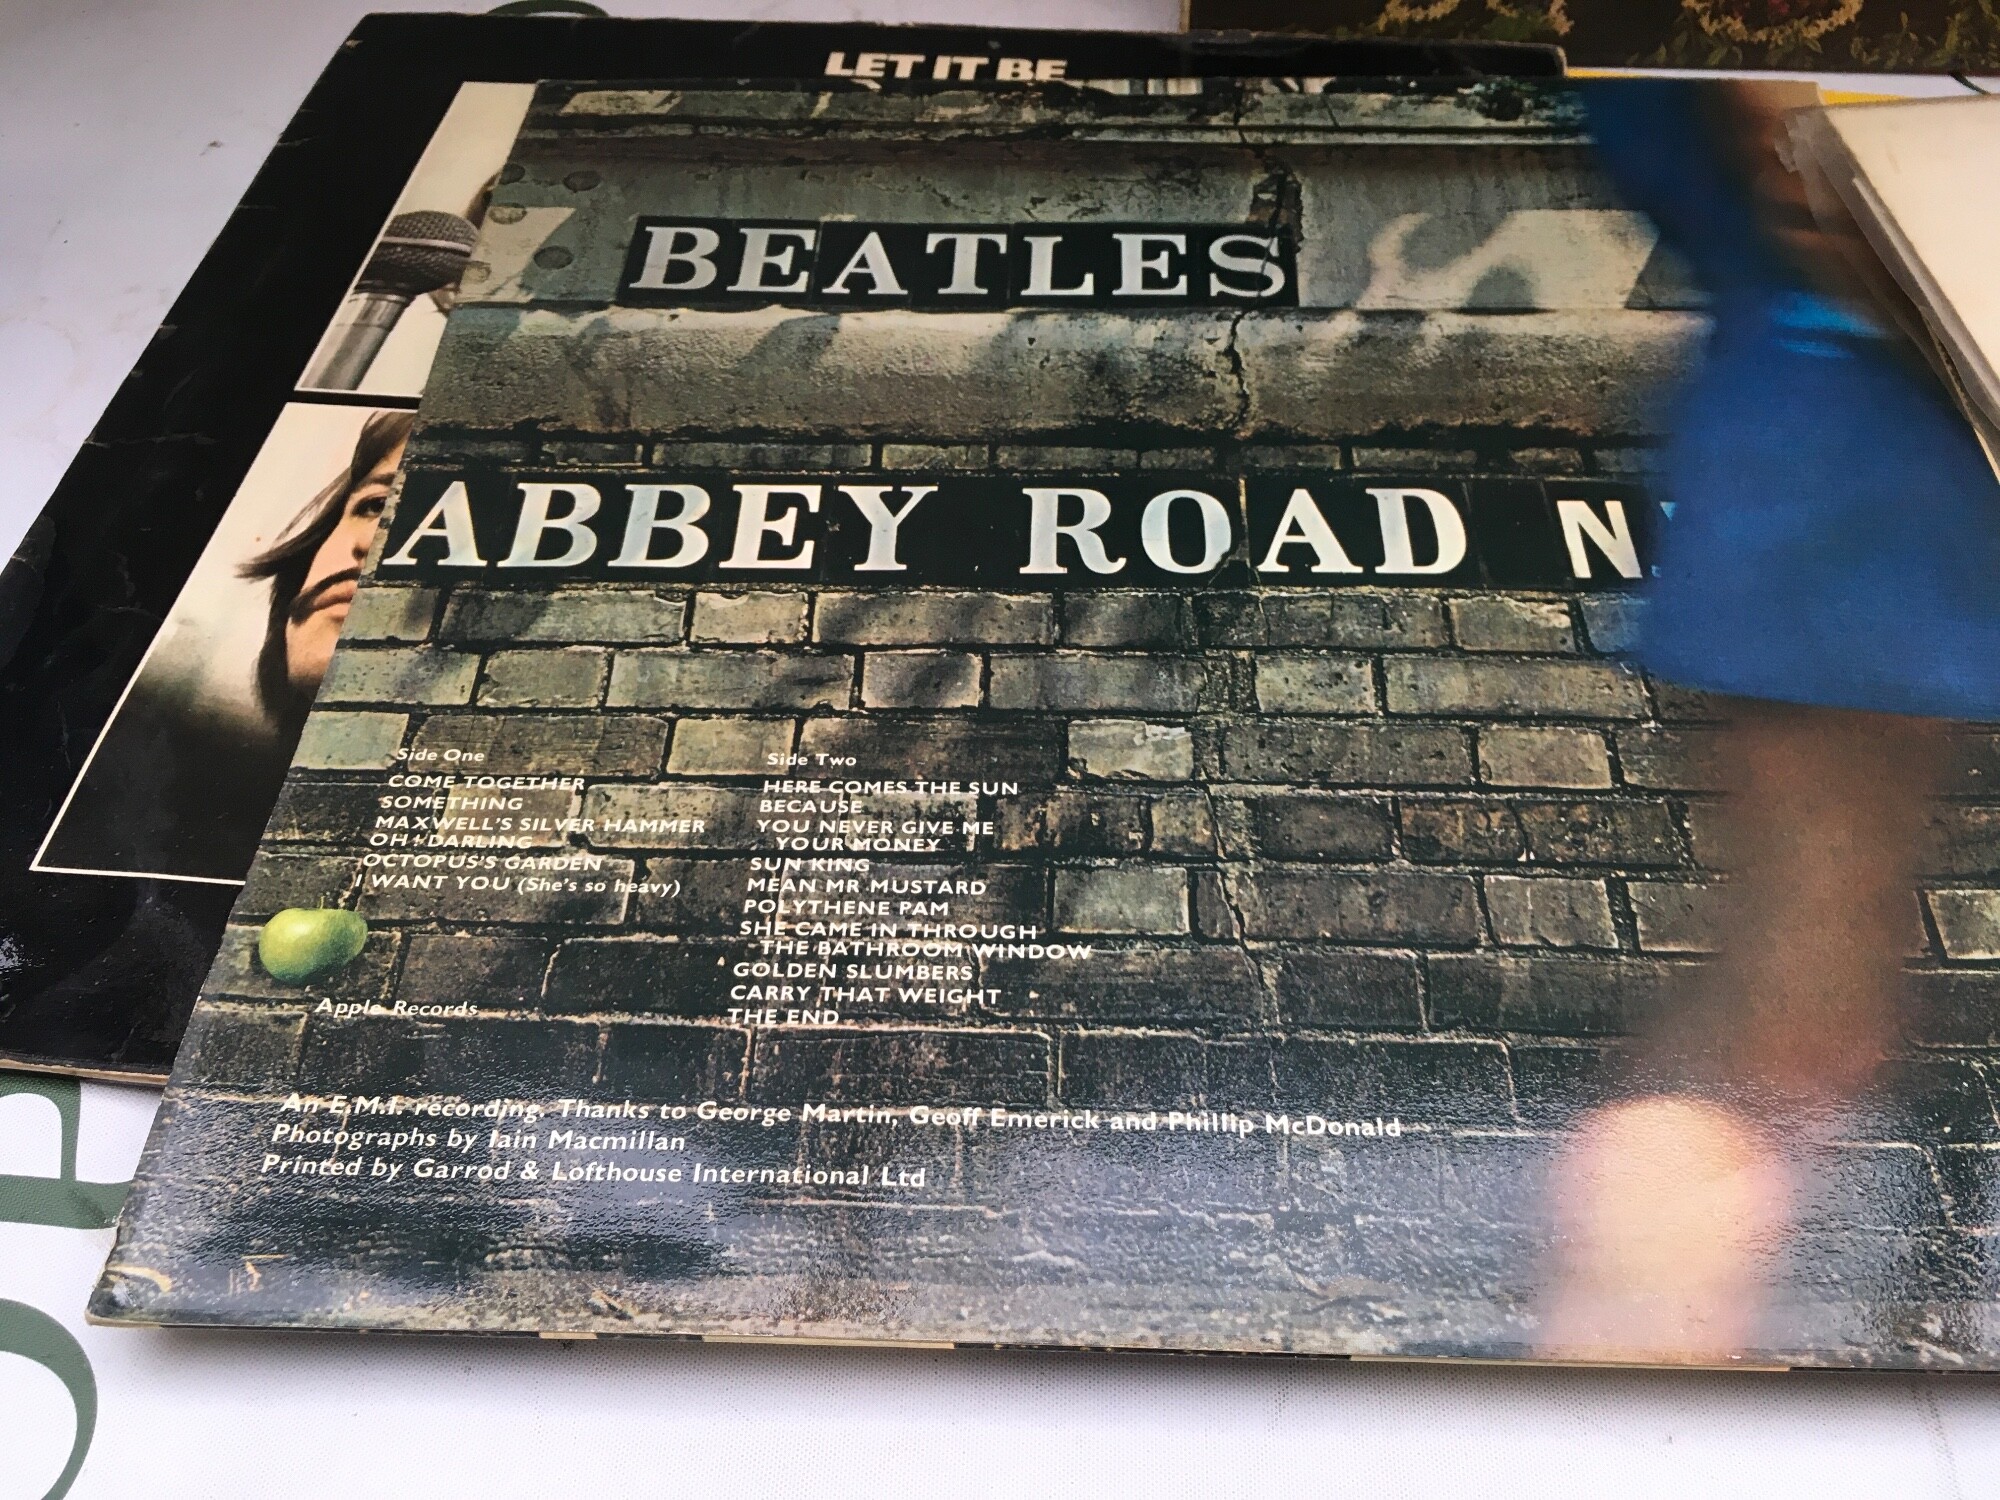 LET IT BE
BEATLES
ABBEY ROAD N
Side One
COME TOGETHER
SOMETHING
MAXWELL'S SILVER HAMMER
OH! DARLING
OCTOPUS'S GARDEN
I WANT YOU (She's so heavy)
Apple Records
Side Two
HERE COMES THE SUN
BECAUSE
YOU NEVER GIVE ME
YOUR MONEY
SUN KING
MEAN MR MUSTARD
POLYTHENE PAM
SHE CAME IN THROUGH
THE BATHROOM WINDOW
GOLDEN SLUMBERS
CARRY THAT WEIGHT
THE END
An E.M.I. recording. Thanks to George Martin, Geoff Emerick and Phillip McDonald
Photographs by Iain Macmillan
Printed by Garrod & Lofthouse International Ltd